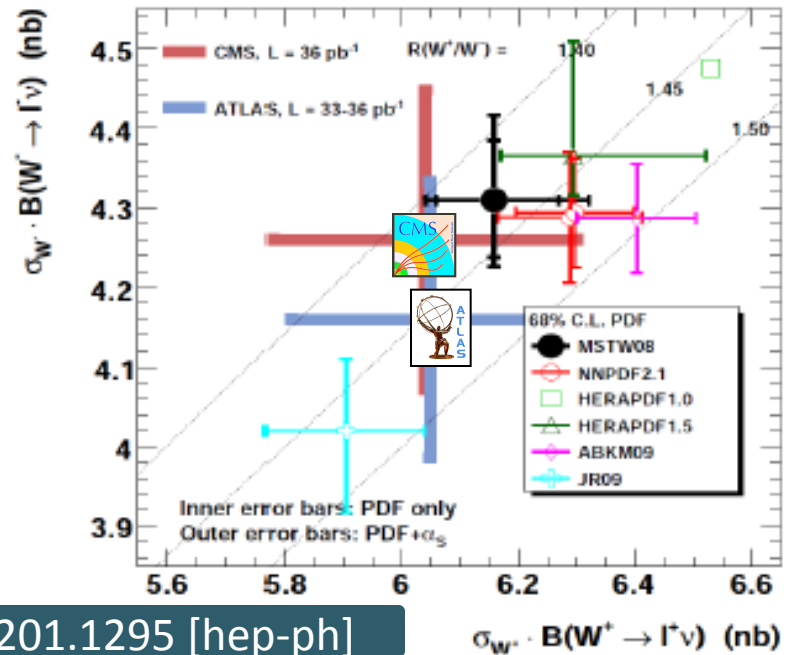 σ_W⁻ · B(W⁻ → l⁻ν) (nb)
4.5
4.4
4.3
4.2
4.1
4
3.9
CMS, L = 36 pb⁻¹
R(W⁺/W⁻) =
1.40
ATLAS, L = 33-36 pb⁻¹
1.45
1.50
CMS
ATLAS
68% C.L. PDF
MSTW08
NNPDF2.1
HERAPDF1.0
HERAPDF1.5
ABKM09
JR09
Inner error bars: PDF only
Outer error bars: PDF+α_S
5.6 5.8 6 6.2 6.4 6.6
201.1295 [hep-ph]
σ_W⁺ · B(W⁺ → l⁺ν) (nb)